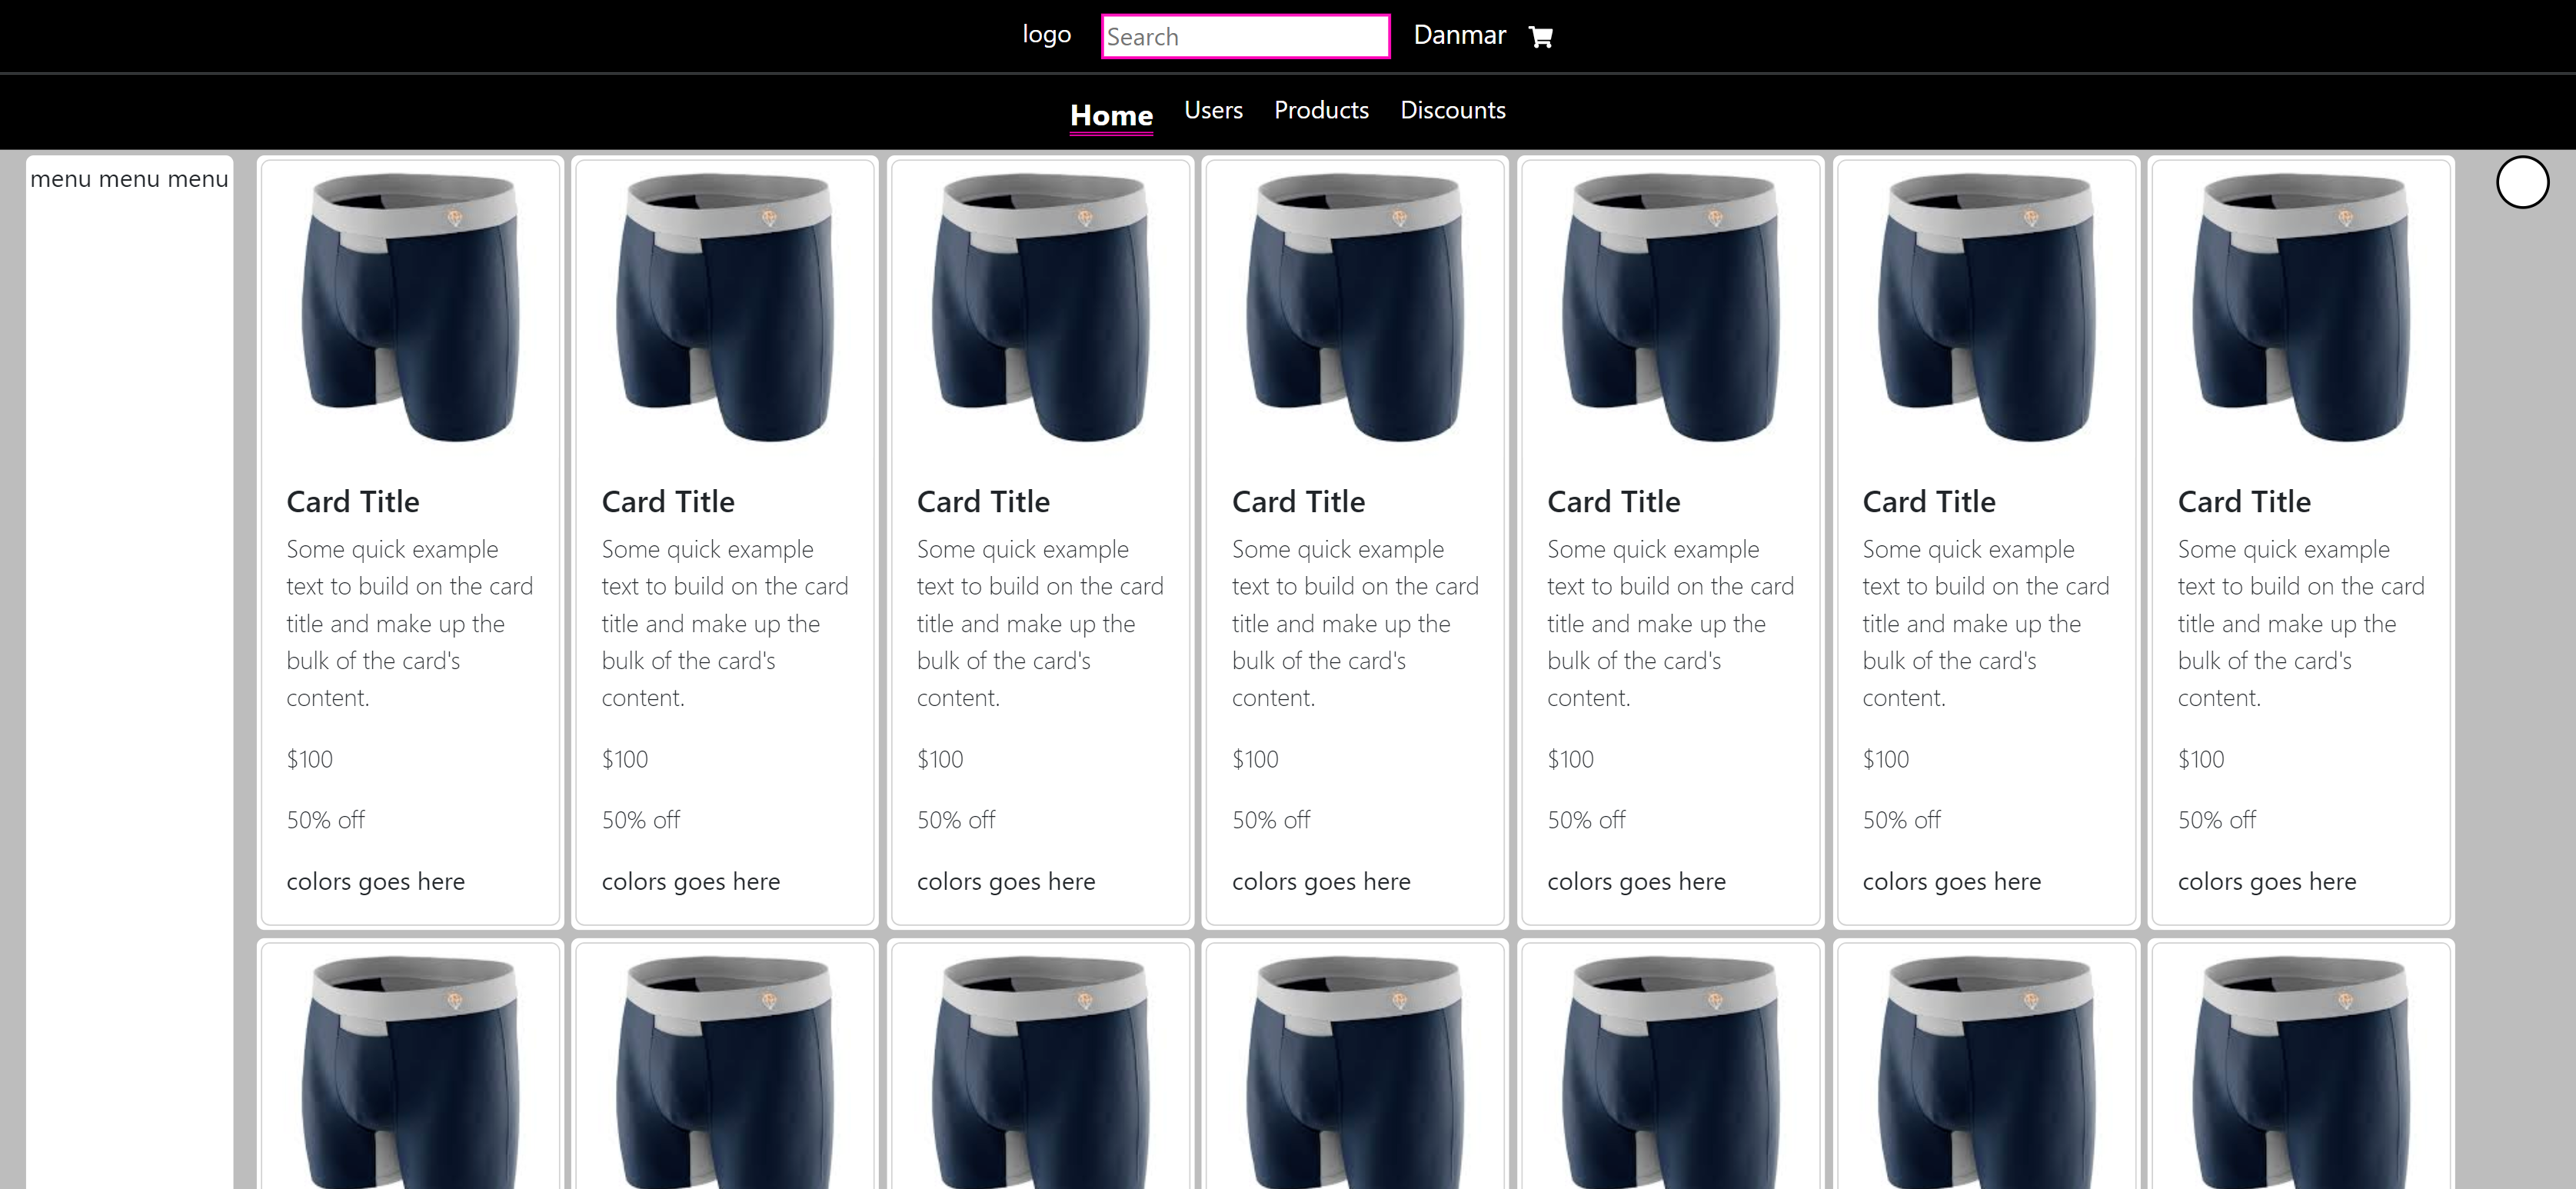 logo Search Danmar
Home Users Products Discounts
menu menu menu
Card Title
Some quick example
text to build on the card
title and make up the
bulk of the card's
content.
$100
50% off
colors goes here
Card Title
Some quick example
text to build on the card
title and make up the
bulk of the card's
content.
$100
50% off
colors goes here
Card Title
Some quick example
text to build on the card
title and make up the
bulk of the card's
content.
$100
50% off
colors goes here
Card Title
Some quick example
text to build on the card
title and make up the
bulk of the card's
content.
$100
50% off
colors goes here
Card Title
Some quick example
text to build on the card
title and make up the
bulk of the card's
content.
$100
50% off
colors goes here
Card Title
Some quick example
text to build on the card
title and make up the
bulk of the card's
content.
$100
50% off
colors goes here
Card Title
Some quick example
text to build on the card
title and make up the
bulk of the card's
content.
$100
50% off
colors goes here